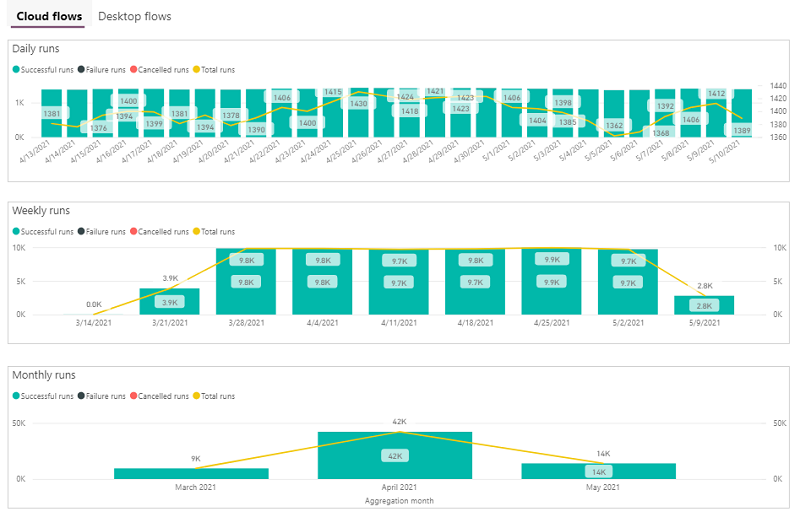 Cloud flows Desktop flows
Daily runs
Successful runs Failure runs Cancelled runs Total runs
1K
0K
1381 1376 1400 1394 1399 1381 1394 1378 1390 1406 1400 1415 1430 1424 1418 1421 1423 1423 1406 1404 1398 1385 1362 1368 1392 1406 1412 1389
1440
1420
1400
1380
1360
4/13/2021 4/14/2021 4/15/2021 4/16/2021 4/17/2021 4/18/2021 4/19/2021 4/20/2021 4/21/2021 4/22/2021 4/23/2021 4/24/2021 4/25/2021 4/26/2021 4/27/2021 4/28/2021 4/29/2021 4/30/2021 5/1/2021 5/2/2021 5/3/2021 5/4/2021 5/5/2021 5/6/2021 5/7/2021 5/8/2021 5/9/2021 5/10/2021
Weekly runs
Successful runs Failure runs Cancelled runs Total runs
10K 10K
9.8K 9.8K 9.7K 9.8K 9.9K 9.7K
5K 3.9K 9.8K 9.8K 9.7K 9.8K 9.9K 9.7K 2.8K 5K
0.0K 3.9K 2.8K
0K 0K
3/14/2021 3/21/2021 3/28/2021 4/4/2021 4/11/2021 4/18/2021 4/25/2021 5/2/2021 5/9/2021
Monthly runs
Successful runs Failure runs Cancelled runs Total runs
50K 42K 50K
9K 42K 14K
14K
0K 0K
March 2021 April 2021 May 2021
Aggregation month